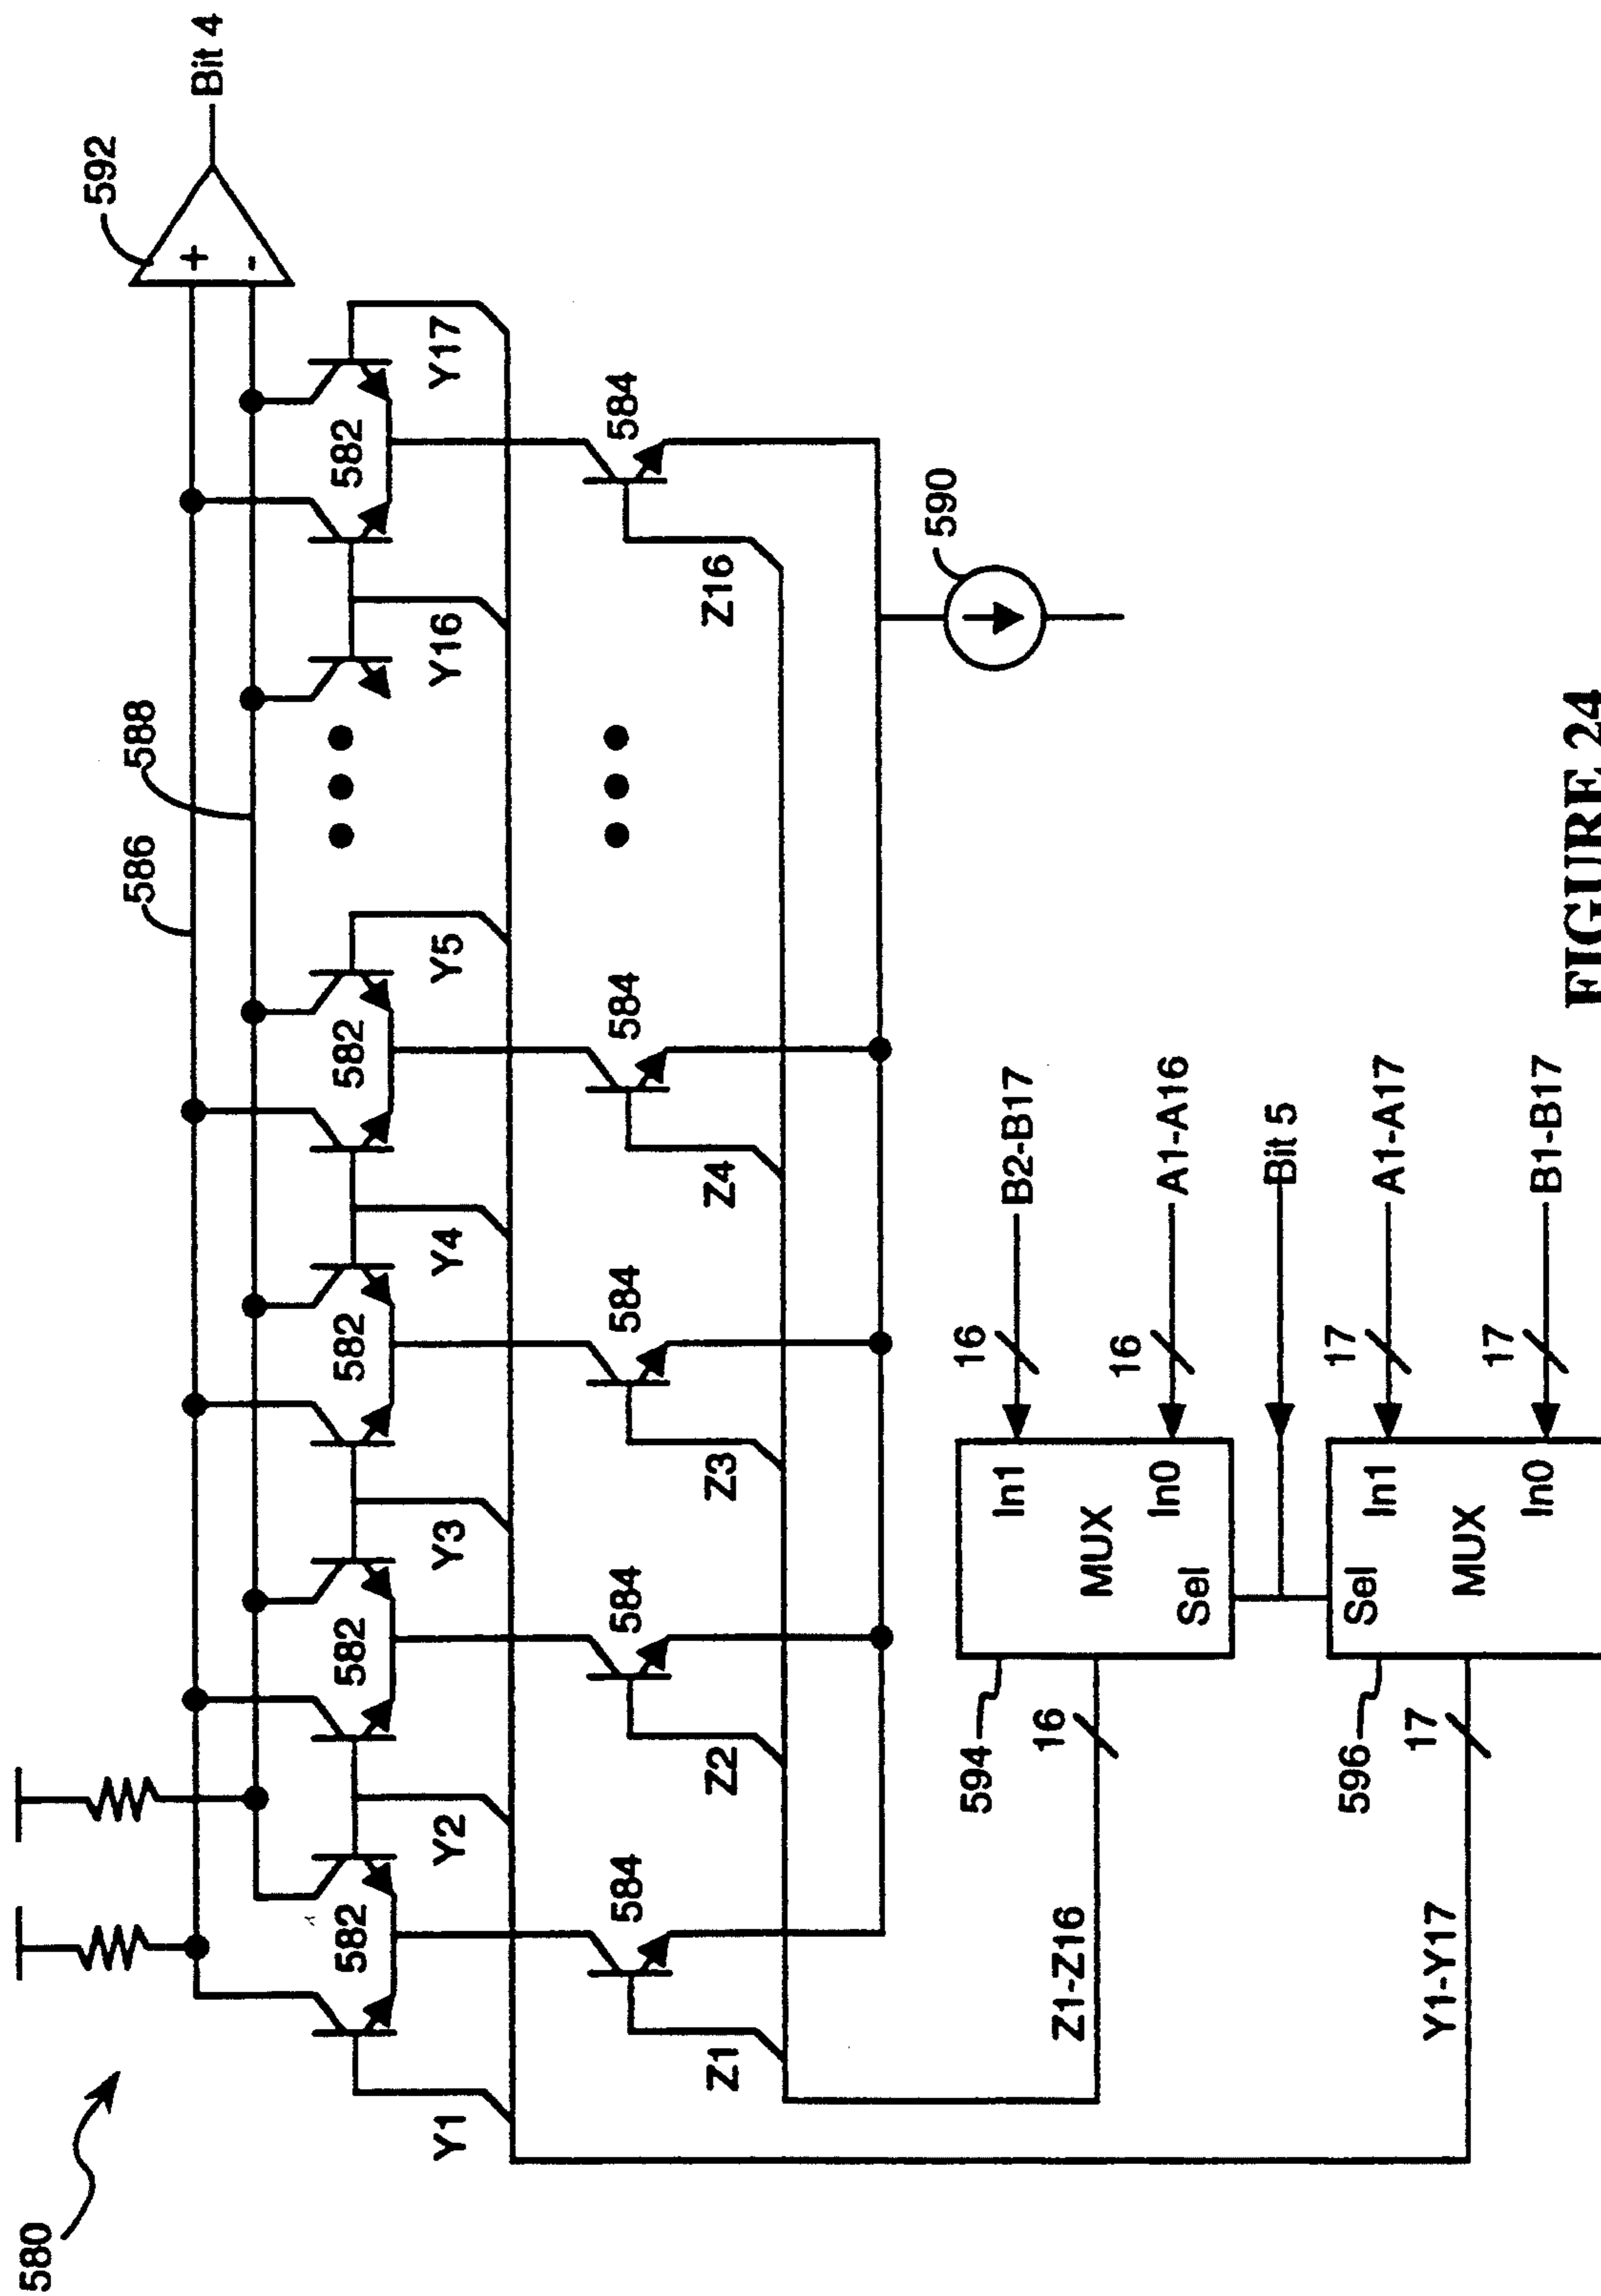 580
586
588
592
+
-
Bit 4
582
582
582
582
582
Y1
Y2
Y3
Y4
Y5
Y16
Y17
584
584
584
584
584
Z1
Z2
Z3
Z4
Z16
590
594
16
Z1-Z16
In1
MUX
In0
Sel
16
B2-B17
16
A1-A16
Bit 5
596
17
Y1-Y17
Sel
In1
MUX
In0
17
A1-A17
17
B1-B17
FIGURE 24